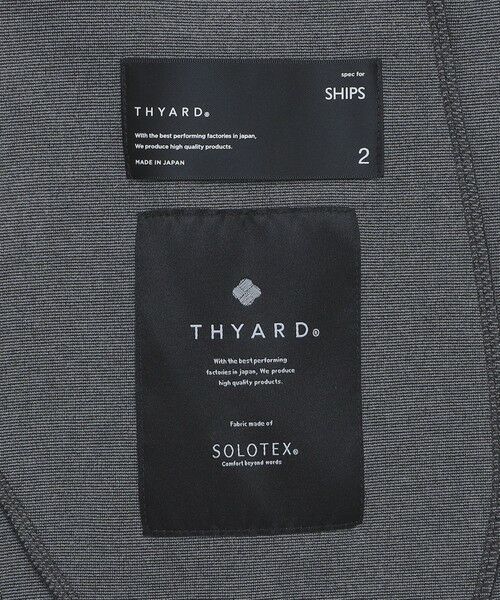 spec for
SHIPS
THYARD®
With the best performing factories in japan,
We produce high quality products.
MADE IN JAPAN
2
THYARD®
With the best performing
factories in japan, We produce
high quality products.
Fabric made of
SOLOTEX®
Comfort beyond words